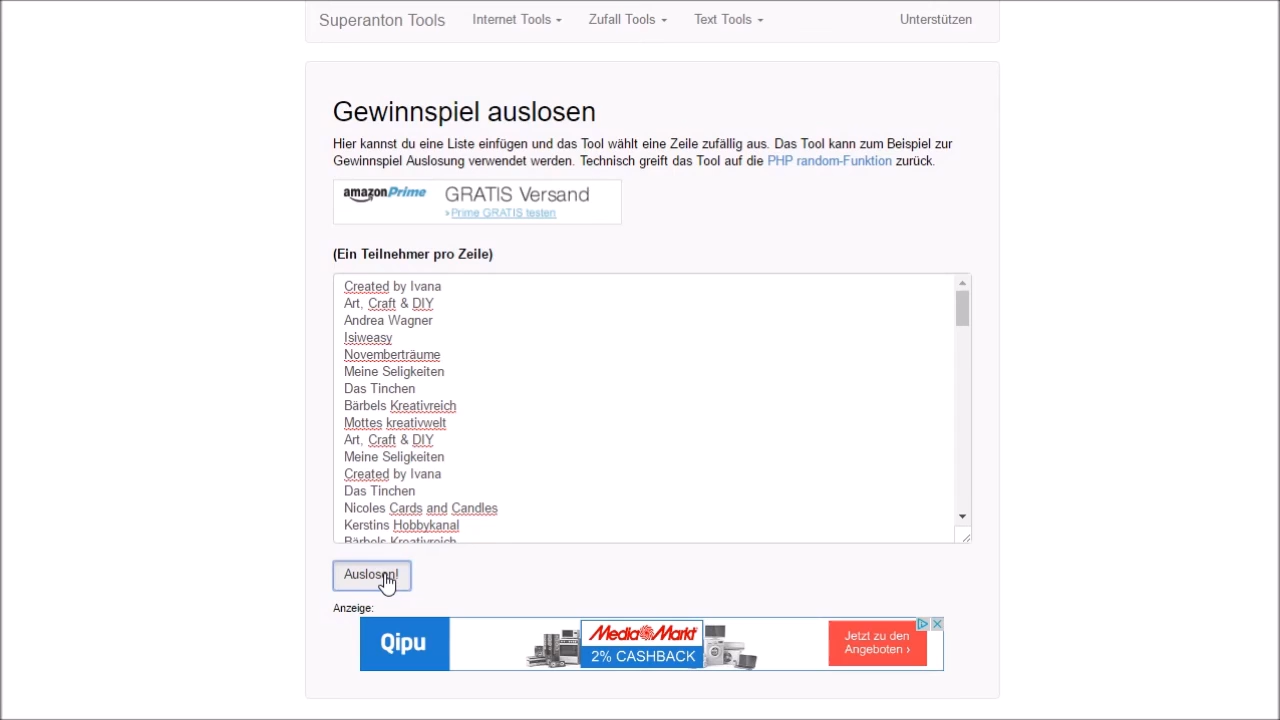 Superanton Tools Internet Tools Zufall Tools Text Tools Unterstützen
Gewinnspiel auslosen
Hier kannst du eine Liste einfügen und das Tool wählt eine Zeile zufällig aus. Das Tool kann zum Beispiel zur
Gewinnspiel Auslosung verwendet werden. Technisch greift das Tool auf die PHP random-Funktion zurück.
amazonPrime GRATIS Versand
» Prime GRATIS testen
(Ein Teilnehmer pro Zeile)
Created by Ivana
Art, Craft & DIY
Andrea Wagner
Isiweasy
Novemberträume
Meine Seligkeiten
Das Tinchen
Bärbels Kreativreich
Mottes kreativwelt
Art, Craft & DIY
Meine Seligkeiten
Created by Ivana
Das Tinchen
Nicoles Cards and Candles
Kerstins Hobbykanal
Bärbels Kreativreich
Auslosen!
Anzeige:
Qipu
Media Markt
2% CASHBACK
Jetzt zu den
Angeboten ›